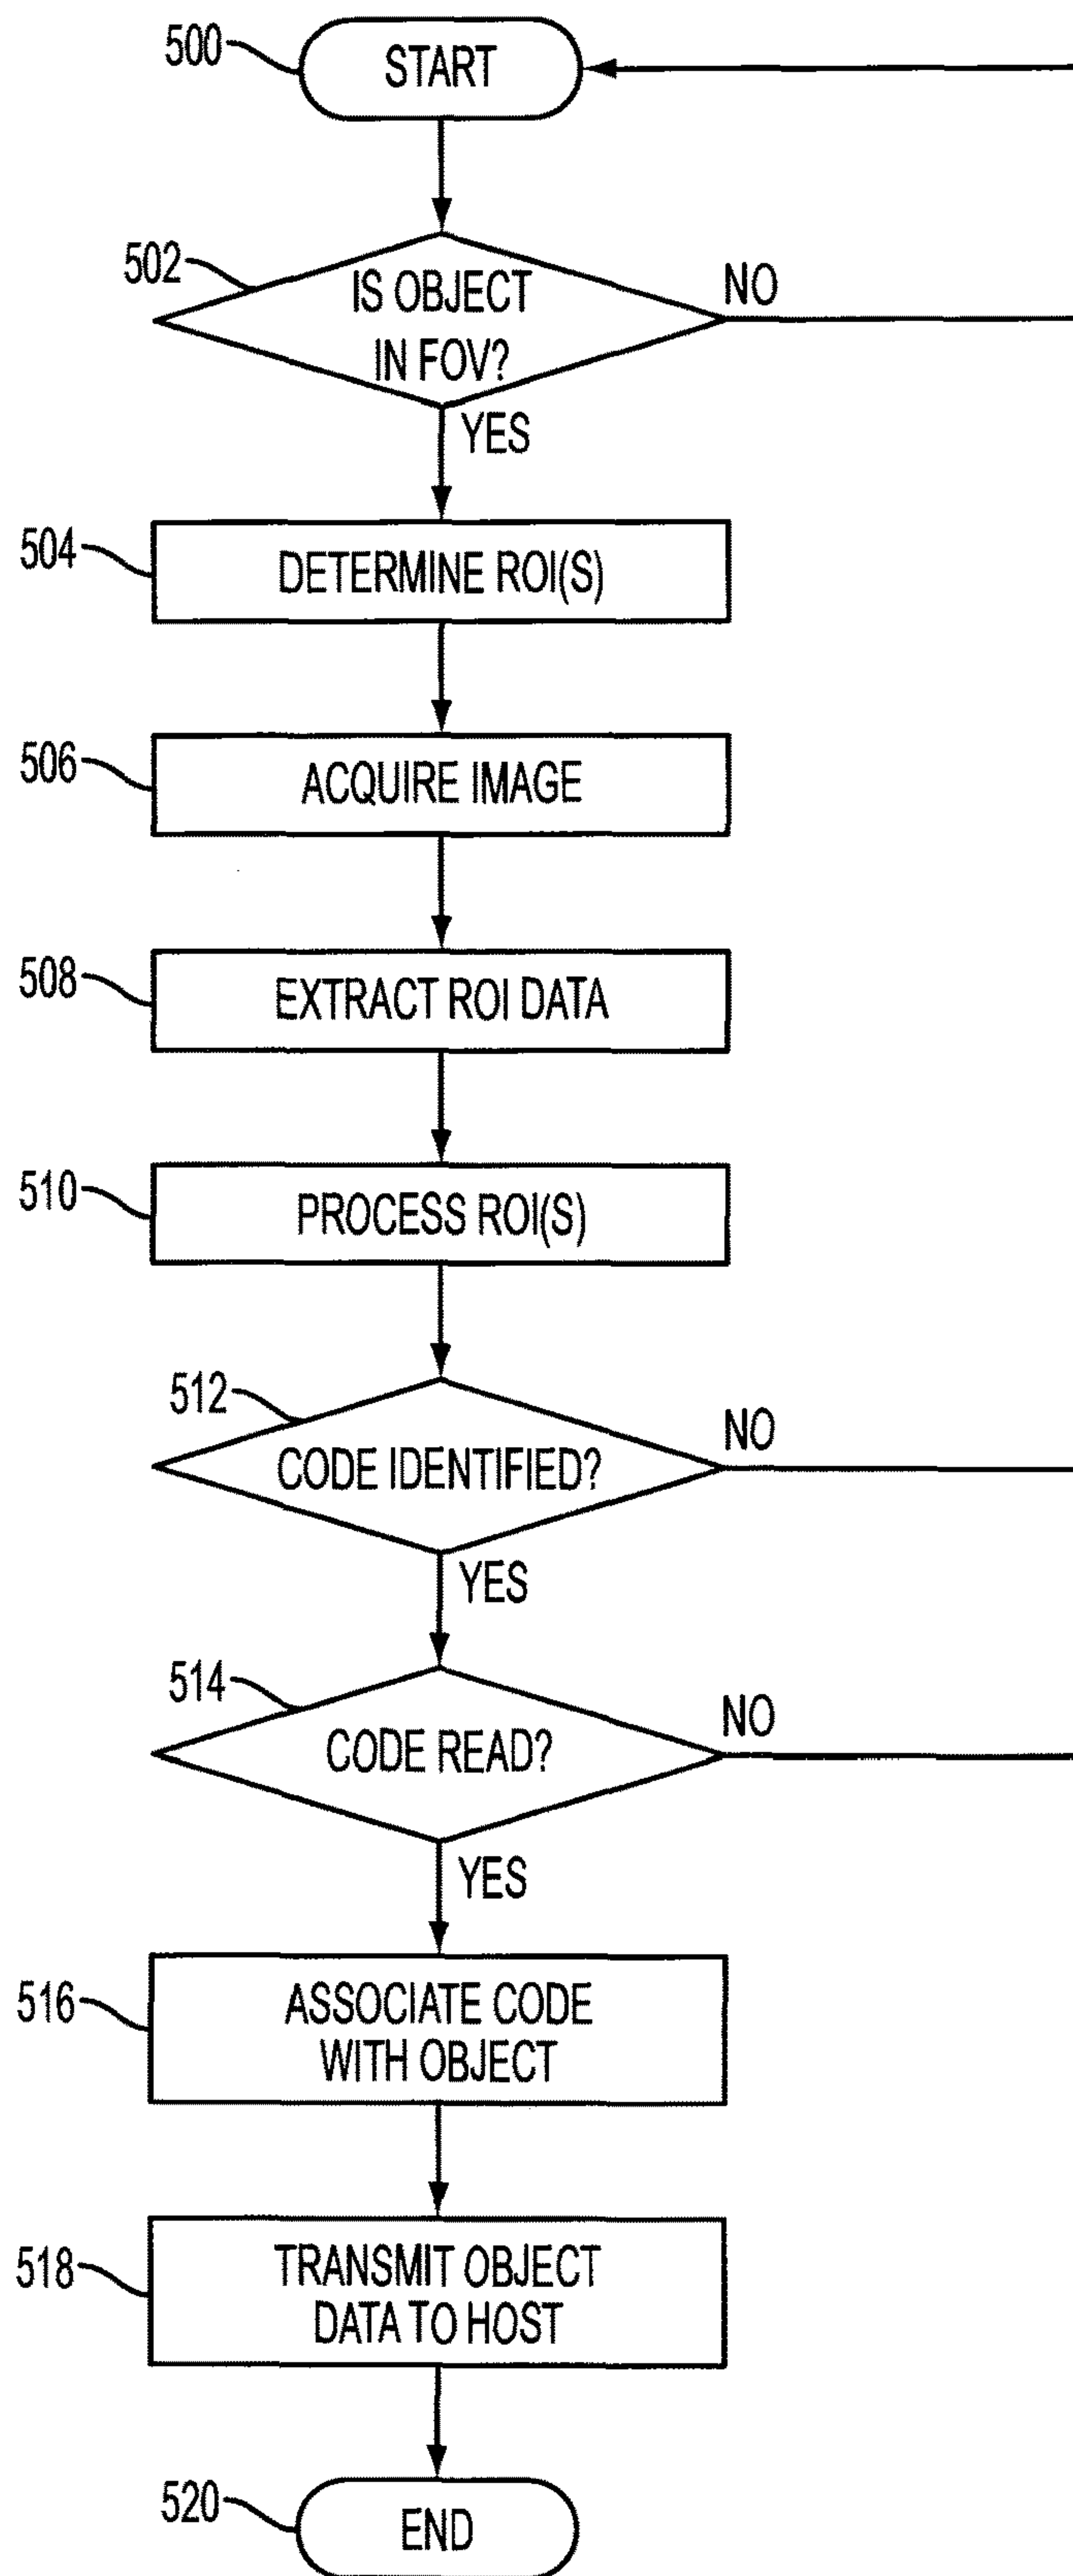 500
START
502
IS OBJECT
IN FOV?
NO
YES
504
DETERMINE ROI(S)
506
ACQUIRE IMAGE
508
EXTRACT ROI DATA
510
PROCESS ROI(S)
512
CODE IDENTIFIED?
NO
YES
514
CODE READ?
NO
YES
516
ASSOCIATE CODE
WITH OBJECT
518
TRANSMIT OBJECT
DATA TO HOST
520
END